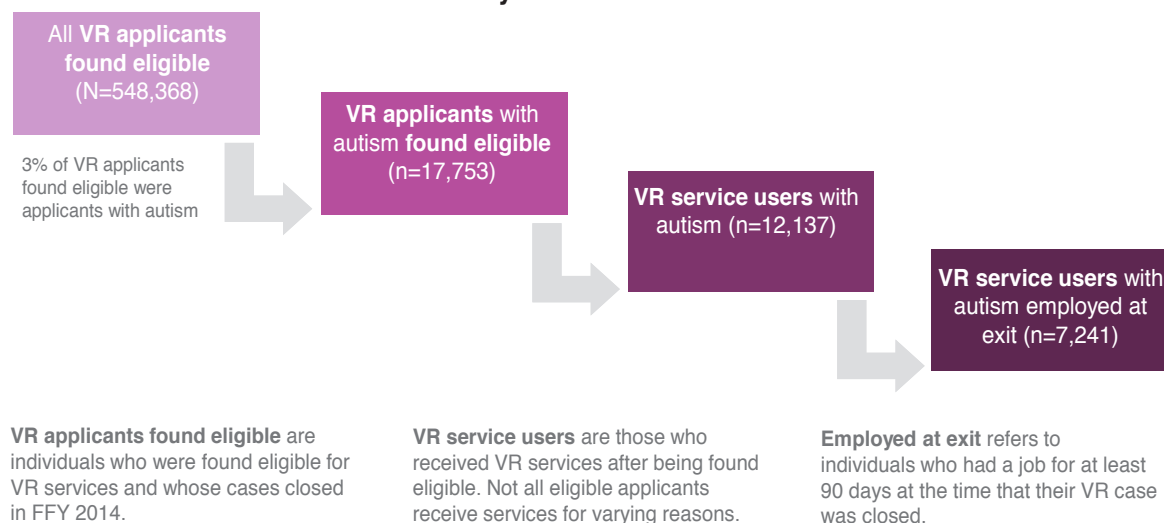 All VR applicants
found eligible
(N=548,368)
3% of VR applicants
found eligible were
applicants with autism
VR applicants with
autism found eligible
(n=17,753)
VR service users with
autism (n=12,137)
VR service users with
autism employed at
exit (n=7,241)
VR applicants found eligible are
individuals who were found eligible for
VR services and whose cases closed
in FFY 2014.
VR service users are those who
received VR services after being found
eligible. Not all eligible applicants
receive services for varying reasons.
Employed at exit refers to
individuals who had a job for at least
90 days at the time that their VR case
was closed.